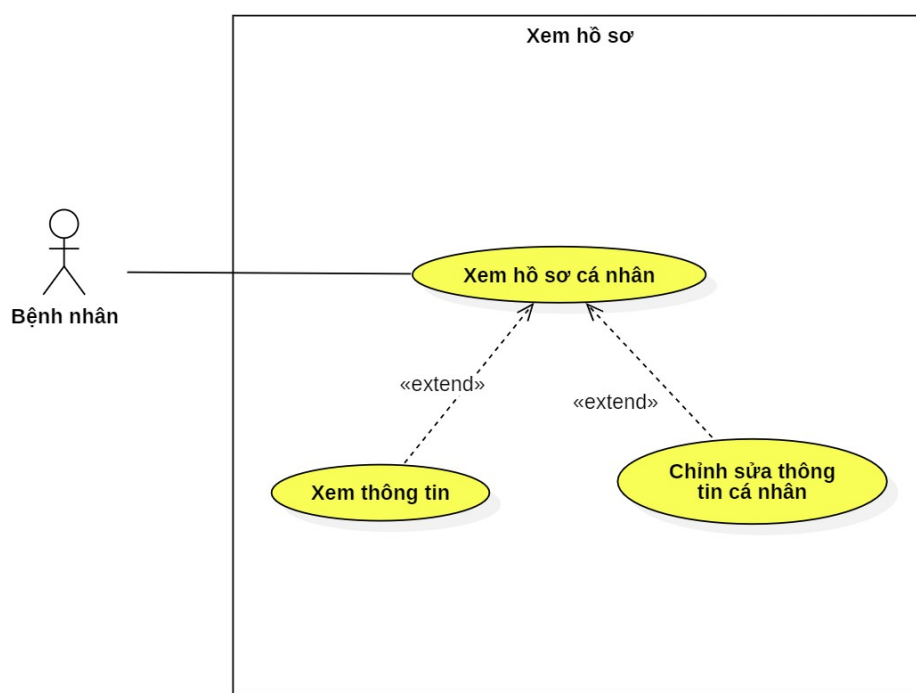 Xem hồ sơ
Xem hồ sơ cá nhân
Bệnh nhân
«extend»
«extend»
Chỉnh sửa thông
tin cá nhân
Xem thông tin